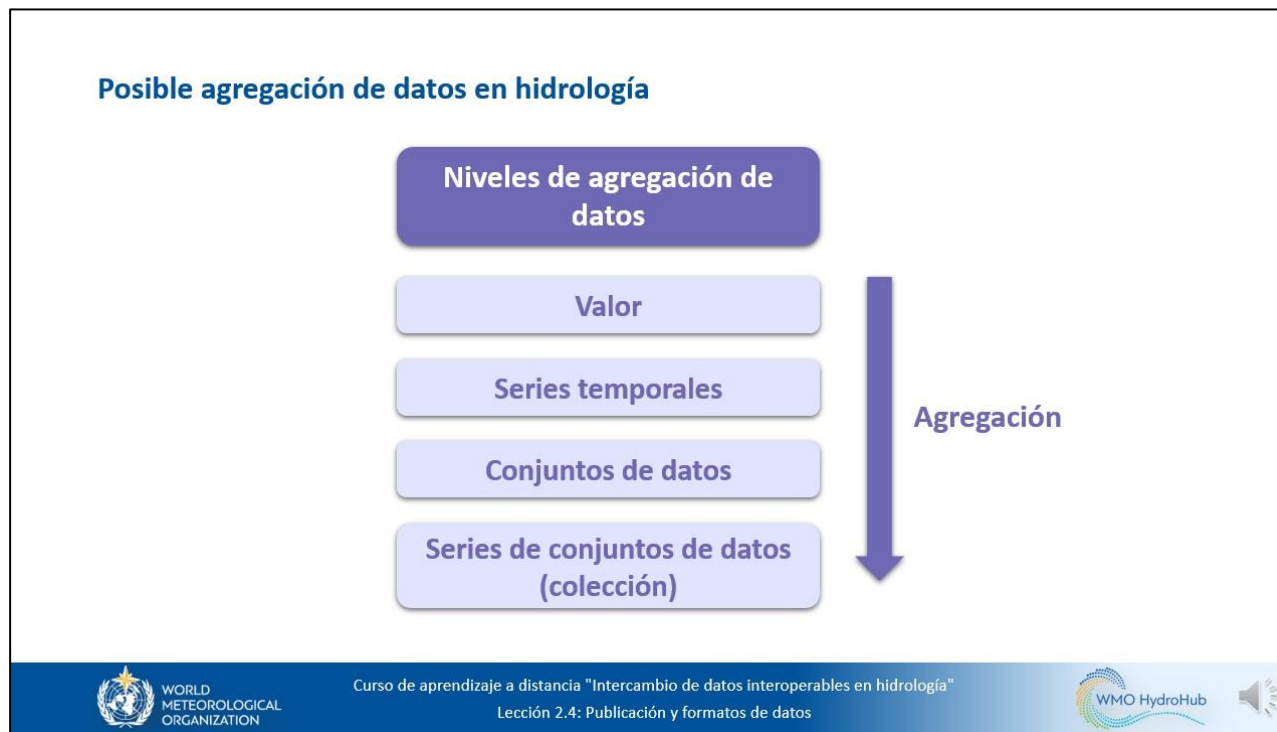 Posible agregación de datos en hidrología
Niveles de agregación de
datos
Valor
Series temporales
Conjuntos de datos
Series de conjuntos de datos
(colección)
Agregación
WORLD
METEOROLOGICAL
ORGANIZATION
Curso de aprendizaje a distancia "Intercambio de datos interoperables en hidrología"
Lección 2.4: Publicación y formatos de datos
WMO HydroHub